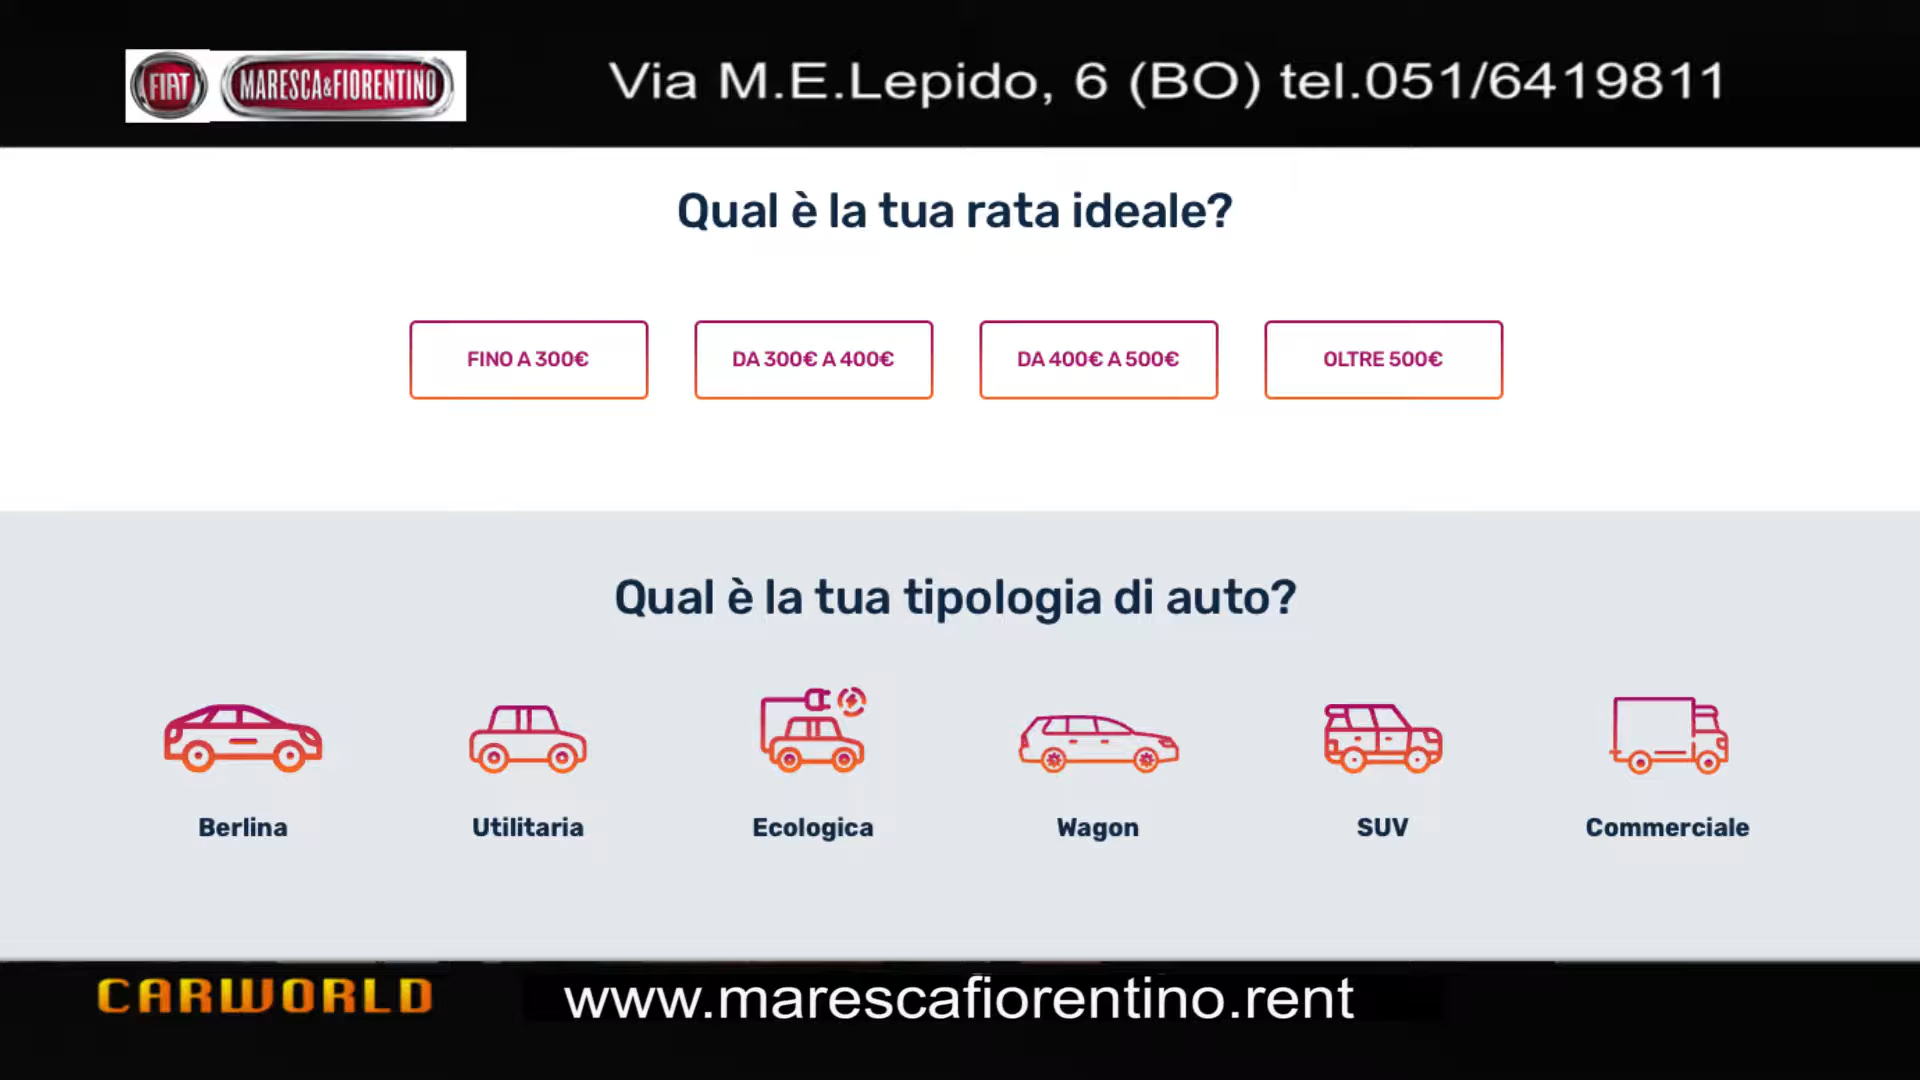 FIAT MARESCA&FIORENTINO
Via M.E.Lepido, 6 (BO) tel.051/6419811
Qual è la tua rata ideale?
FINO A 300€
DA 300€ A 400€
DA 400€ A 500€
OLTRE 500€
Qual è la tua tipologia di auto?
Berlina
Utilitaria
Ecologica
Wagon
SUV
Commerciale
CARWORLD
www.marescafiorentino.rent